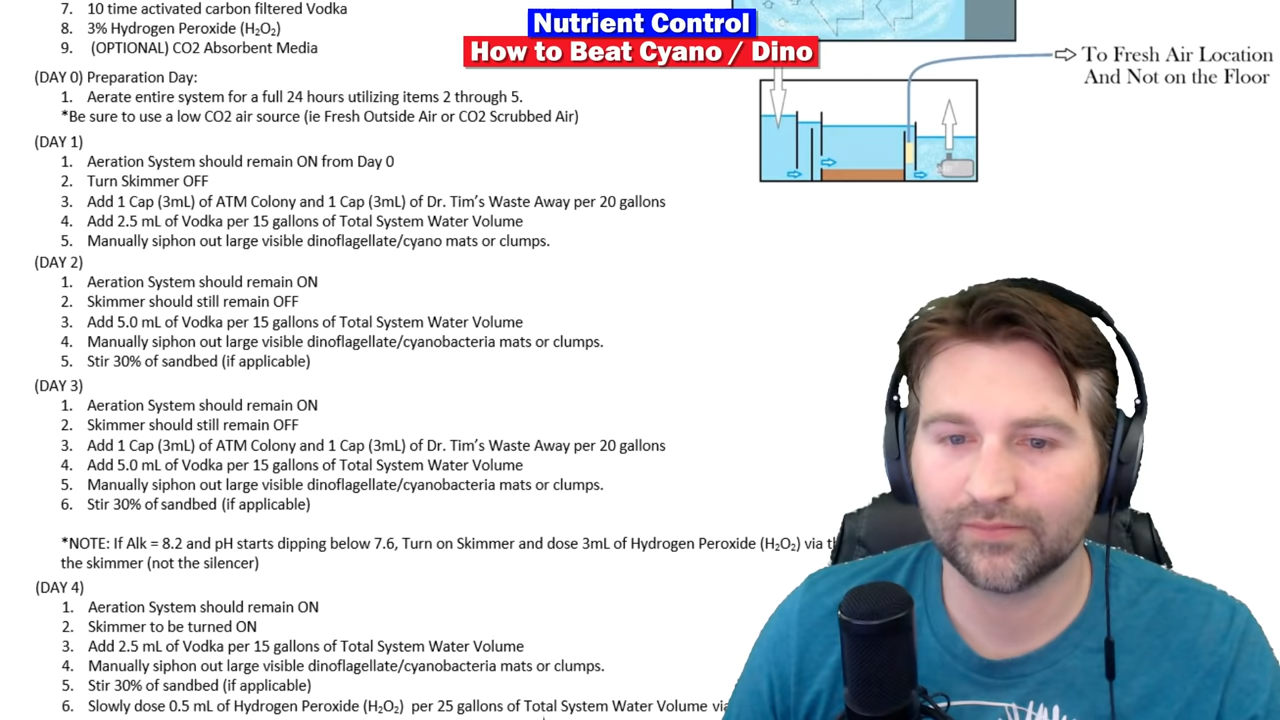 7. 10 time activated carbon filtered Vodka
8. 3% Hydrogen Peroxide (H₂O₂)
9. (OPTIONAL) CO2 Absorbent Media
Nutrient Control
How to Beat Cyano / Dino
To Fresh Air Location
And Not on the Floor
(DAY 0) Preparation Day:
1. Aerate entire system for a full 24 hours utilizing items 2 through 5.
*Be sure to use a low CO2 air source (ie Fresh Outside Air or CO2 Scrubbed Air)
(DAY 1)
1. Aeration System should remain ON from Day 0
2. Turn Skimmer OFF
3. Add 1 Cap (3mL) of ATM Colony and 1 Cap (3mL) of Dr. Tim's Waste Away per 20 gallons
4. Add 2.5 mL of Vodka per 15 gallons of Total System Water Volume
5. Manually siphon out large visible dinoflagellate/cyano mats or clumps.
(DAY 2)
1. Aeration System should remain ON
2. Skimmer should still remain OFF
3. Add 5.0 mL of Vodka per 15 gallons of Total System Water Volume
4. Manually siphon out large visible dinoflagellate/cyanobacteria mats or clumps.
5. Stir 30% of sandbed (if applicable)
(DAY 3)
1. Aeration System should remain ON
2. Skimmer should still remain OFF
3. Add 1 Cap (3mL) of ATM Colony and 1 Cap (3mL) of Dr. Tim's Waste Away per 20 gallons
4. Add 5.0 mL of Vodka per 15 gallons of Total System Water Volume
5. Manually siphon out large visible dinoflagellate/cyanobacteria mats or clumps.
6. Stir 30% of sandbed (if applicable)
*NOTE: If Alk = 8.2 and pH starts dipping below 7.6, Turn on Skimmer and dose 3mL of Hydrogen Peroxide (H₂O₂) via
the skimmer (not the silencer)
(DAY 4)
1. Aeration System should remain ON
2. Skimmer to be turned ON
3. Add 2.5 mL of Vodka per 15 gallons of Total System Water Volume
4. Manually siphon out large visible dinoflagellate/cyanobacteria mats or clumps.
5. Stir 30% of sandbed (if applicable)
6. Slowly dose 0.5 mL of Hydrogen Peroxide (H₂O₂) per 25 gallons of Total System Water Volume